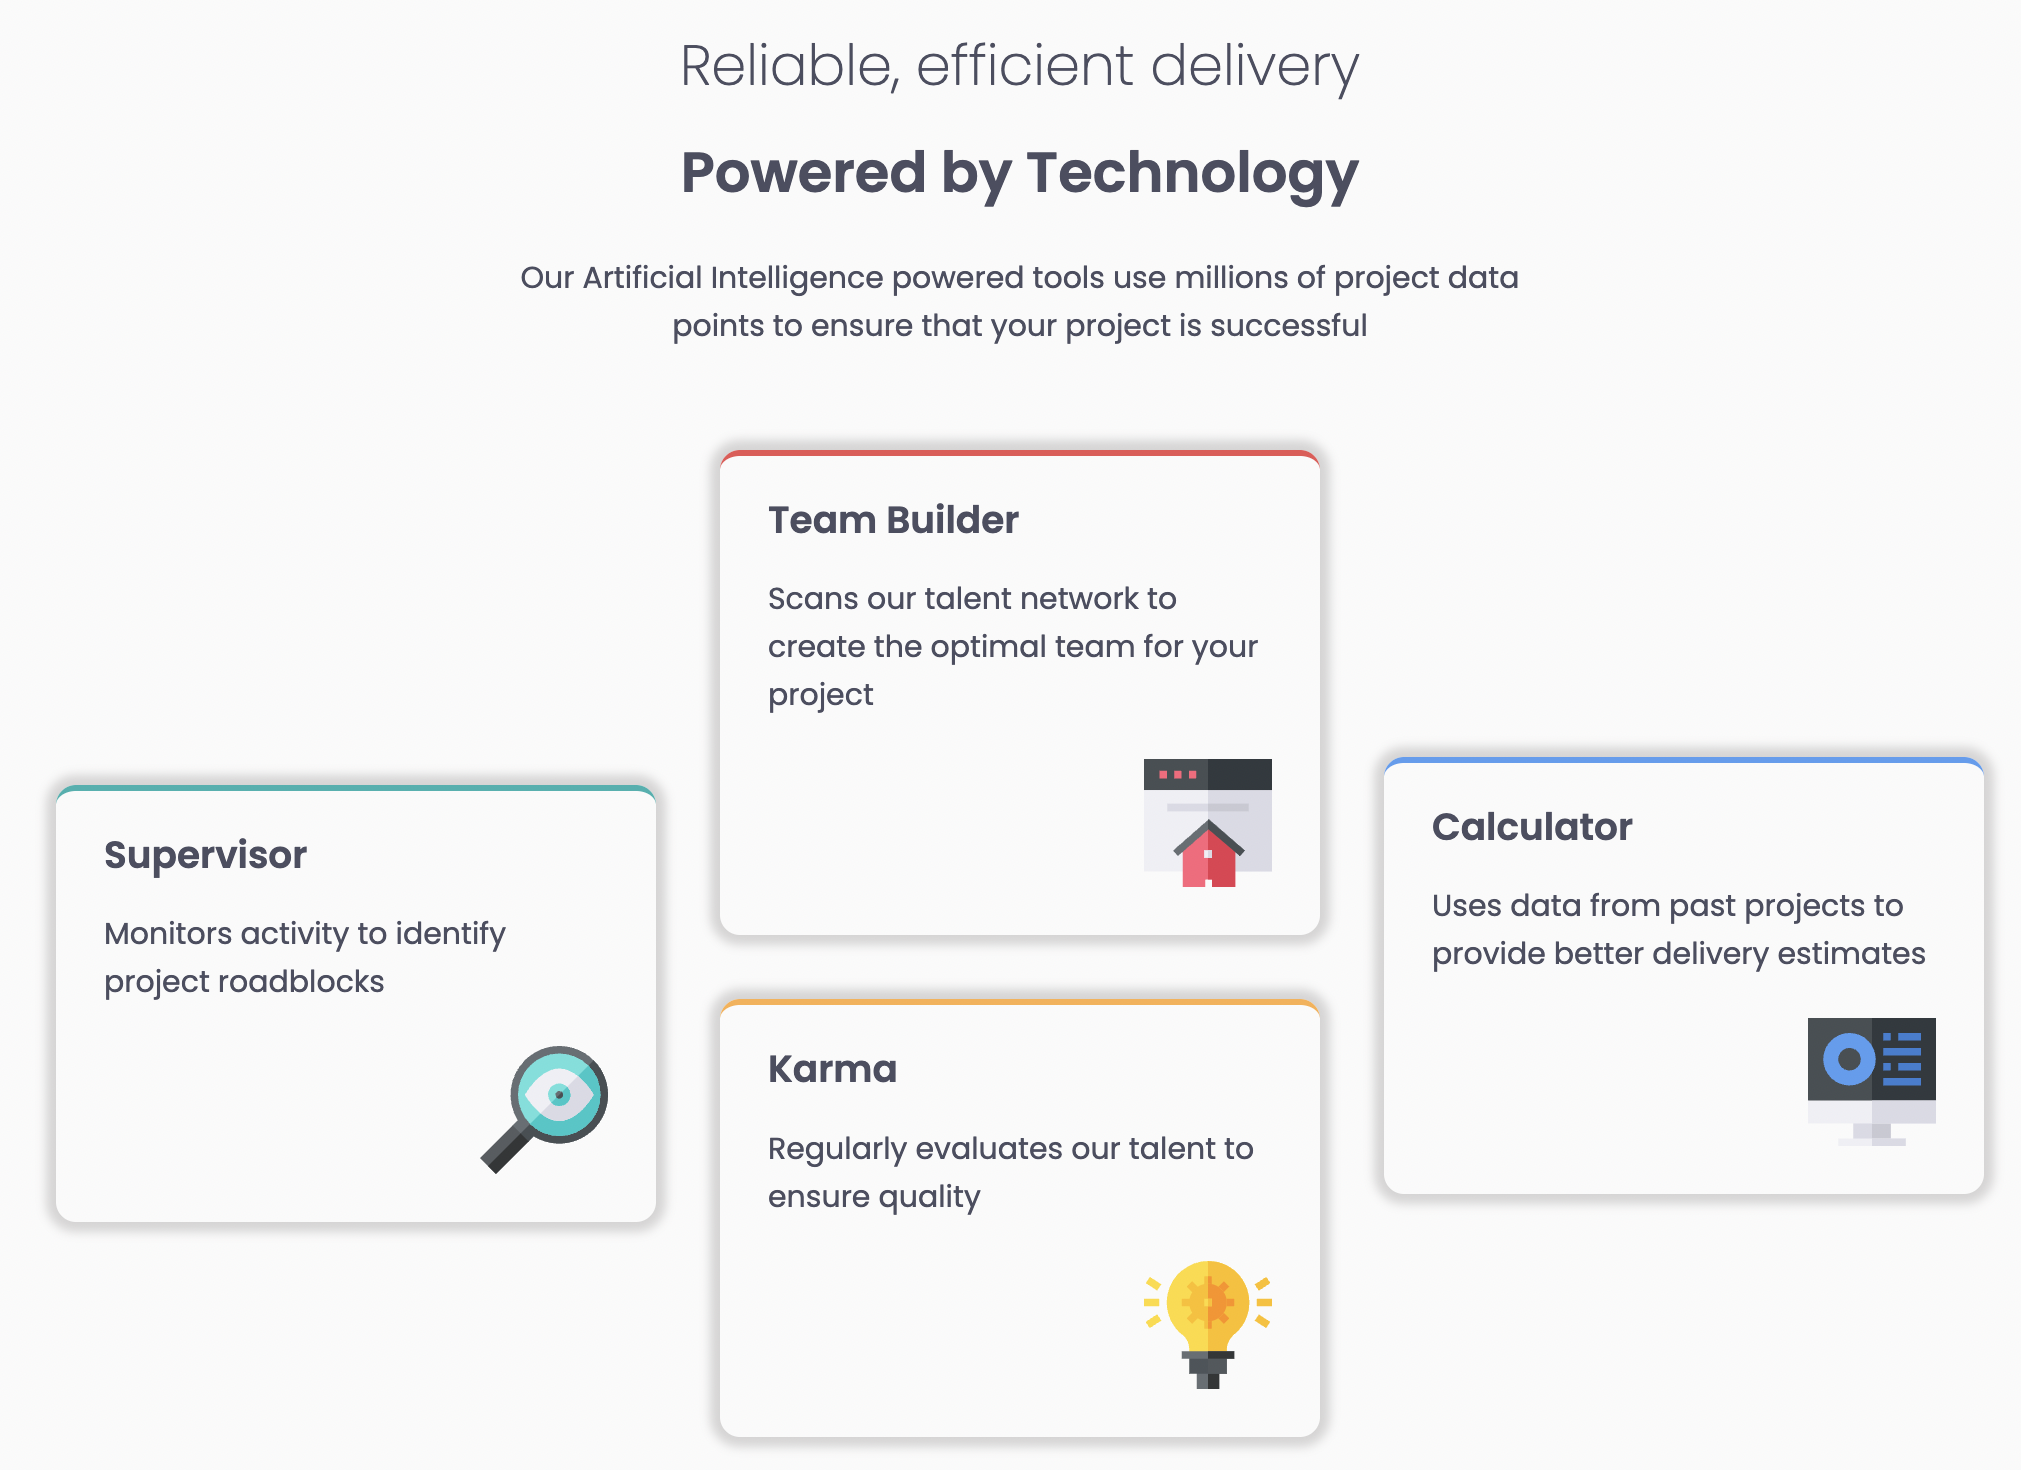 Reliable, efficient delivery
Powered by Technology
Our Artificial Intelligence powered tools use millions of project data
points to ensure that your project is successful
Supervisor
Monitors activity to identify
project roadblocks
Team Builder
Scans our talent network to
create the optimal team for your
project
Karma
Regularly evaluates our talent to
ensure quality
Calculator
Uses data from past projects to
provide better delivery estimates